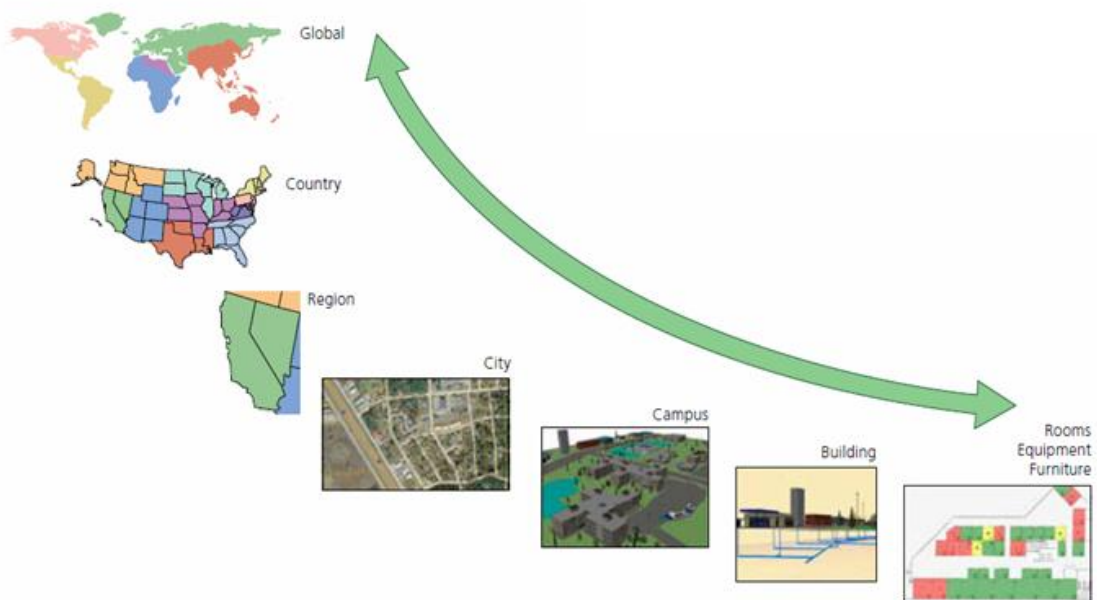 Global
Country
Region
City
Campus
Building
Rooms
Equipment
Furniture